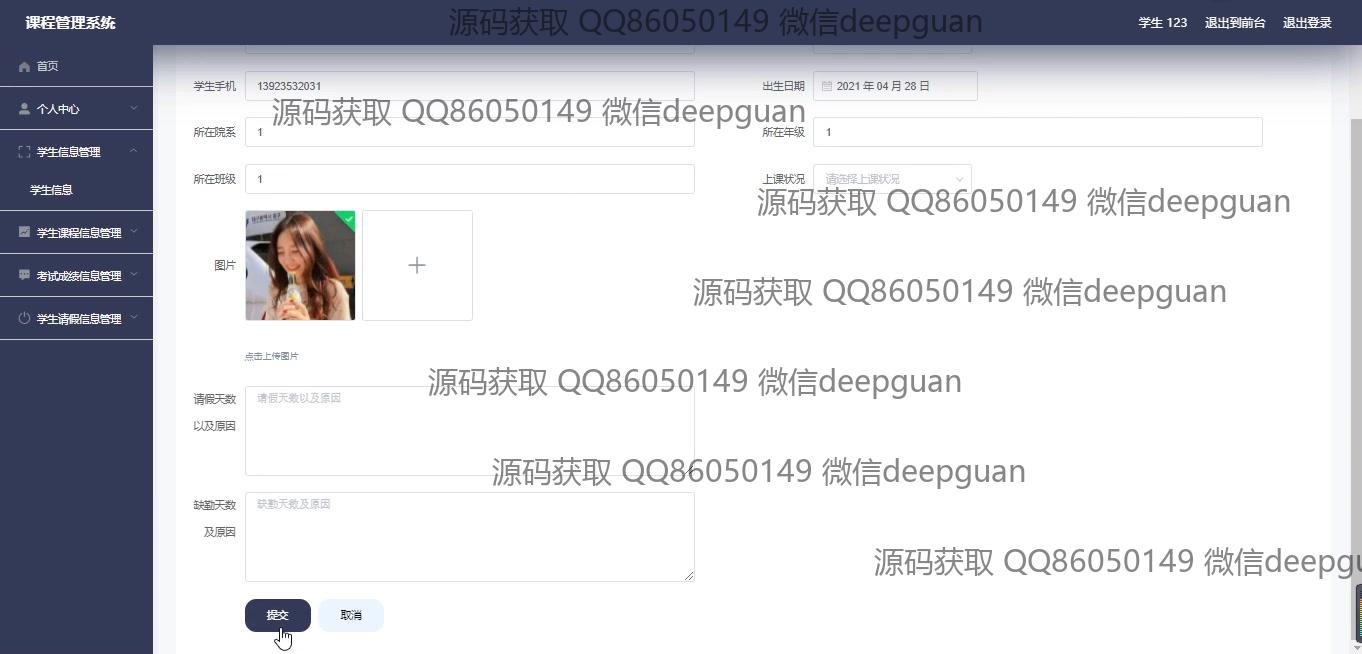 课程管理系统
源码获取 QQ86050149 微信deepguan
学生 123
退出到前台
退出登录
首页
个人中心
学生信息管理
学生信息
学生课程信息管理
考试成绩信息管理
学生请假信息管理
学生手机 13923532031
出生日期 2021 年 04 月 28 日
源码获取 QQ86050149 微信deepguan
所在院系 1
所在年级 1
所在班级 1
上课状况 请选择上课状况
源码获取 QQ86050149 微信deepguan
图片
源码获取 QQ86050149 微信deepguan
点击上传图片
源码获取 QQ86050149 微信deepguan
请假天数
以及原因
请假天数以及原因
源码获取 QQ86050149 微信deepguan
缺勤天数
及原因
缺勤天数及原因
源码获取 QQ86050149 微信deepgu
提交
取消